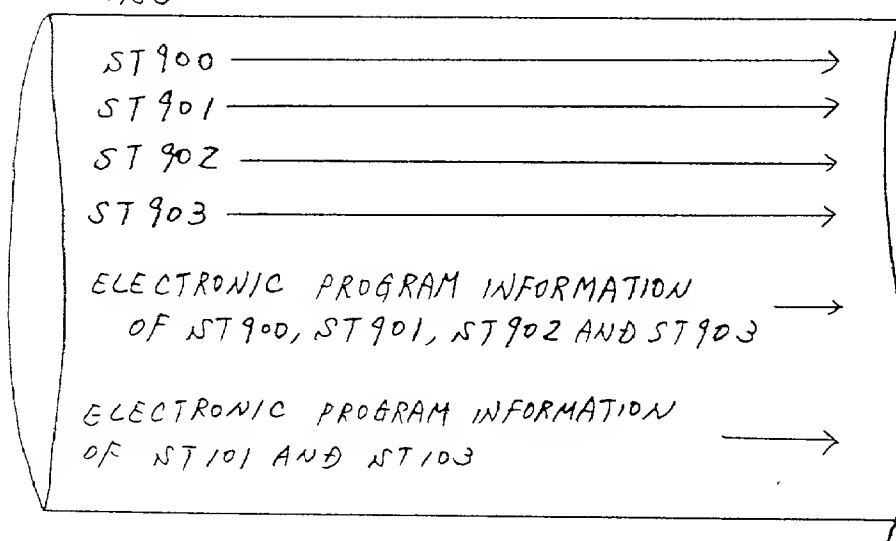 ST900
ST901
ST902
ST903
ELECTRONIC PROGRAM INFORMATION
OF ST900, ST901, ST902 AND ST903
ELECTRONIC PROGRAM INFORMATION
OF ST101 AND ST103